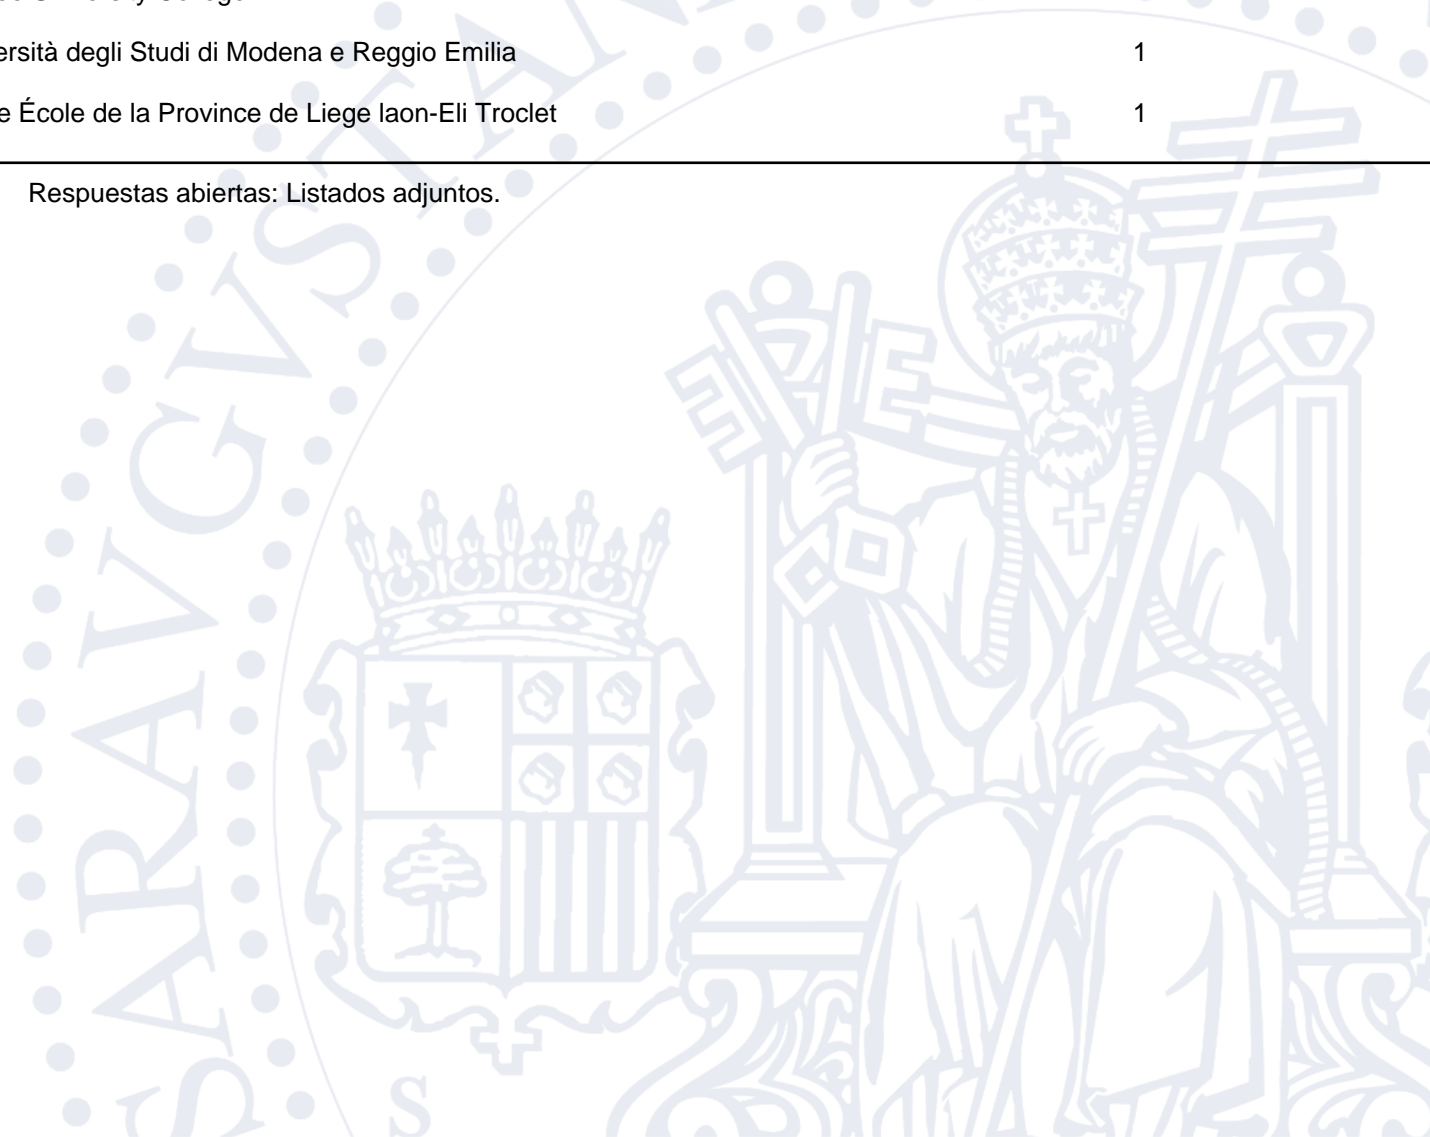 ersità degli Studi di Modena e Reggio Emilia 1
e École de la Province de Liege laon-Eli Troclet 1
Respuestas abiertas: Listados adjuntos.
SARAVGVSTAN
S